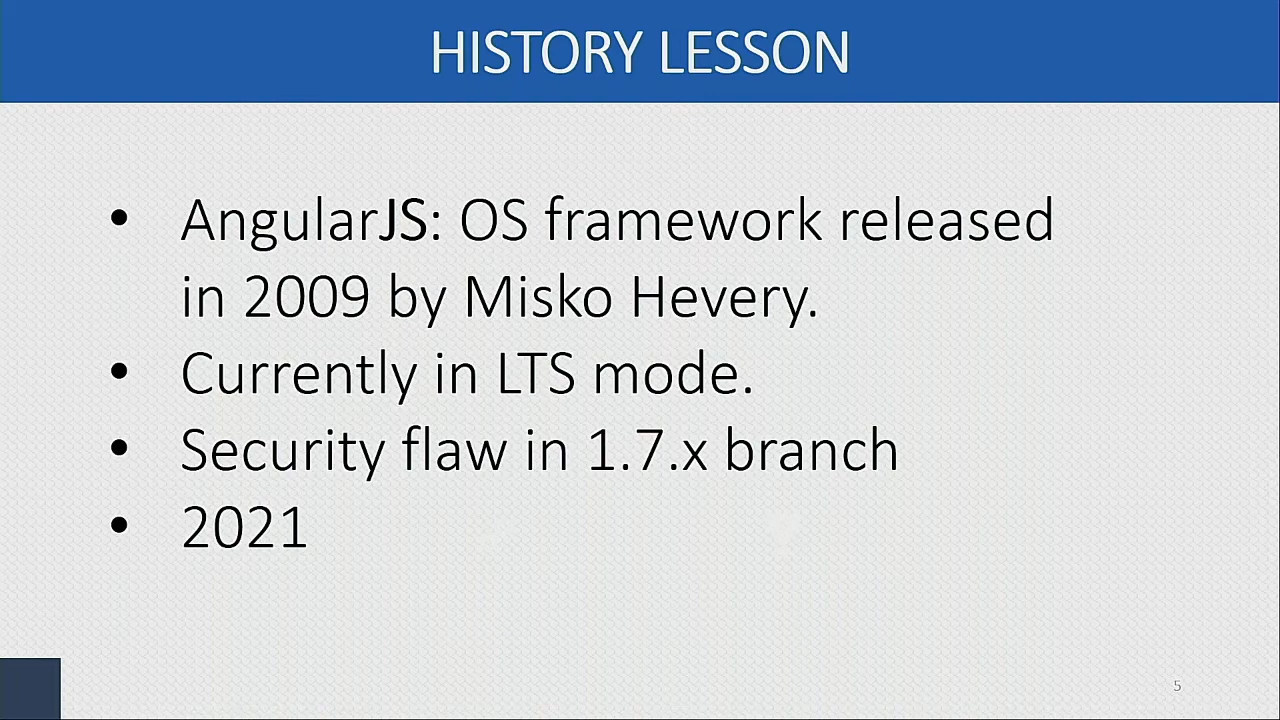 HISTORY LESSON
• AngularJS: OS framework released
in 2009 by Misko Hevery.
• Currently in LTS mode.
• Security flaw in 1.7.x branch
• 2021
5